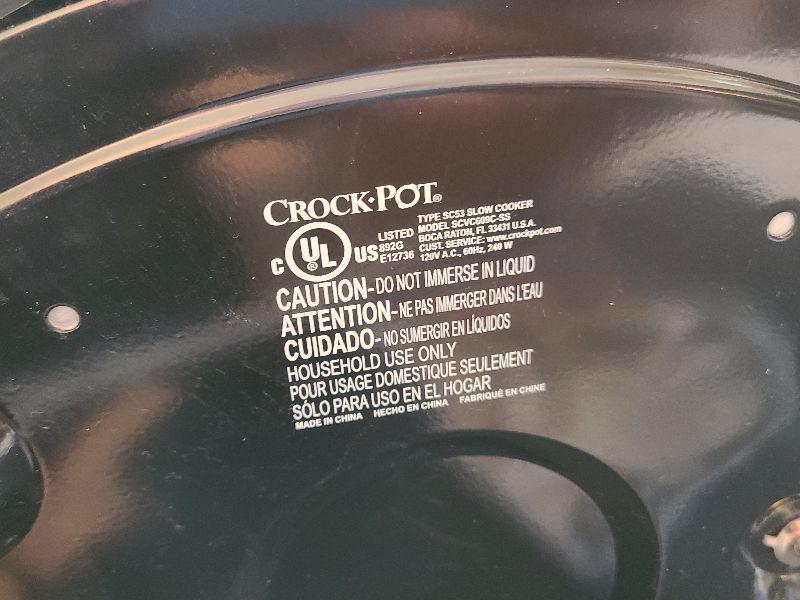 CROCK·POT®
TYPE SC53 SLOW COOKER
MODEL SCVC609C-SS
BOCA RATON, FL 33431 U.S.A.
CUST. SERVICE: www.crockpot.com
120V A.C., 60Hz, 240 W
C UL® US
LISTED
892G
E12736
CAUTION-DO NOT IMMERSE IN LIQUID
ATTENTION-NE PAS IMMERGER DANS L'EAU
CUIDADO-NO SUMERGIR EN LÍQUIDOS
HOUSEHOLD USE ONLY
POUR USAGE DOMESTIQUE SEULEMENT
SÓLO PARA USO EN EL HOGAR
MADE IN CHINA HECHO EN CHINA FABRIQUÉ EN CHINE